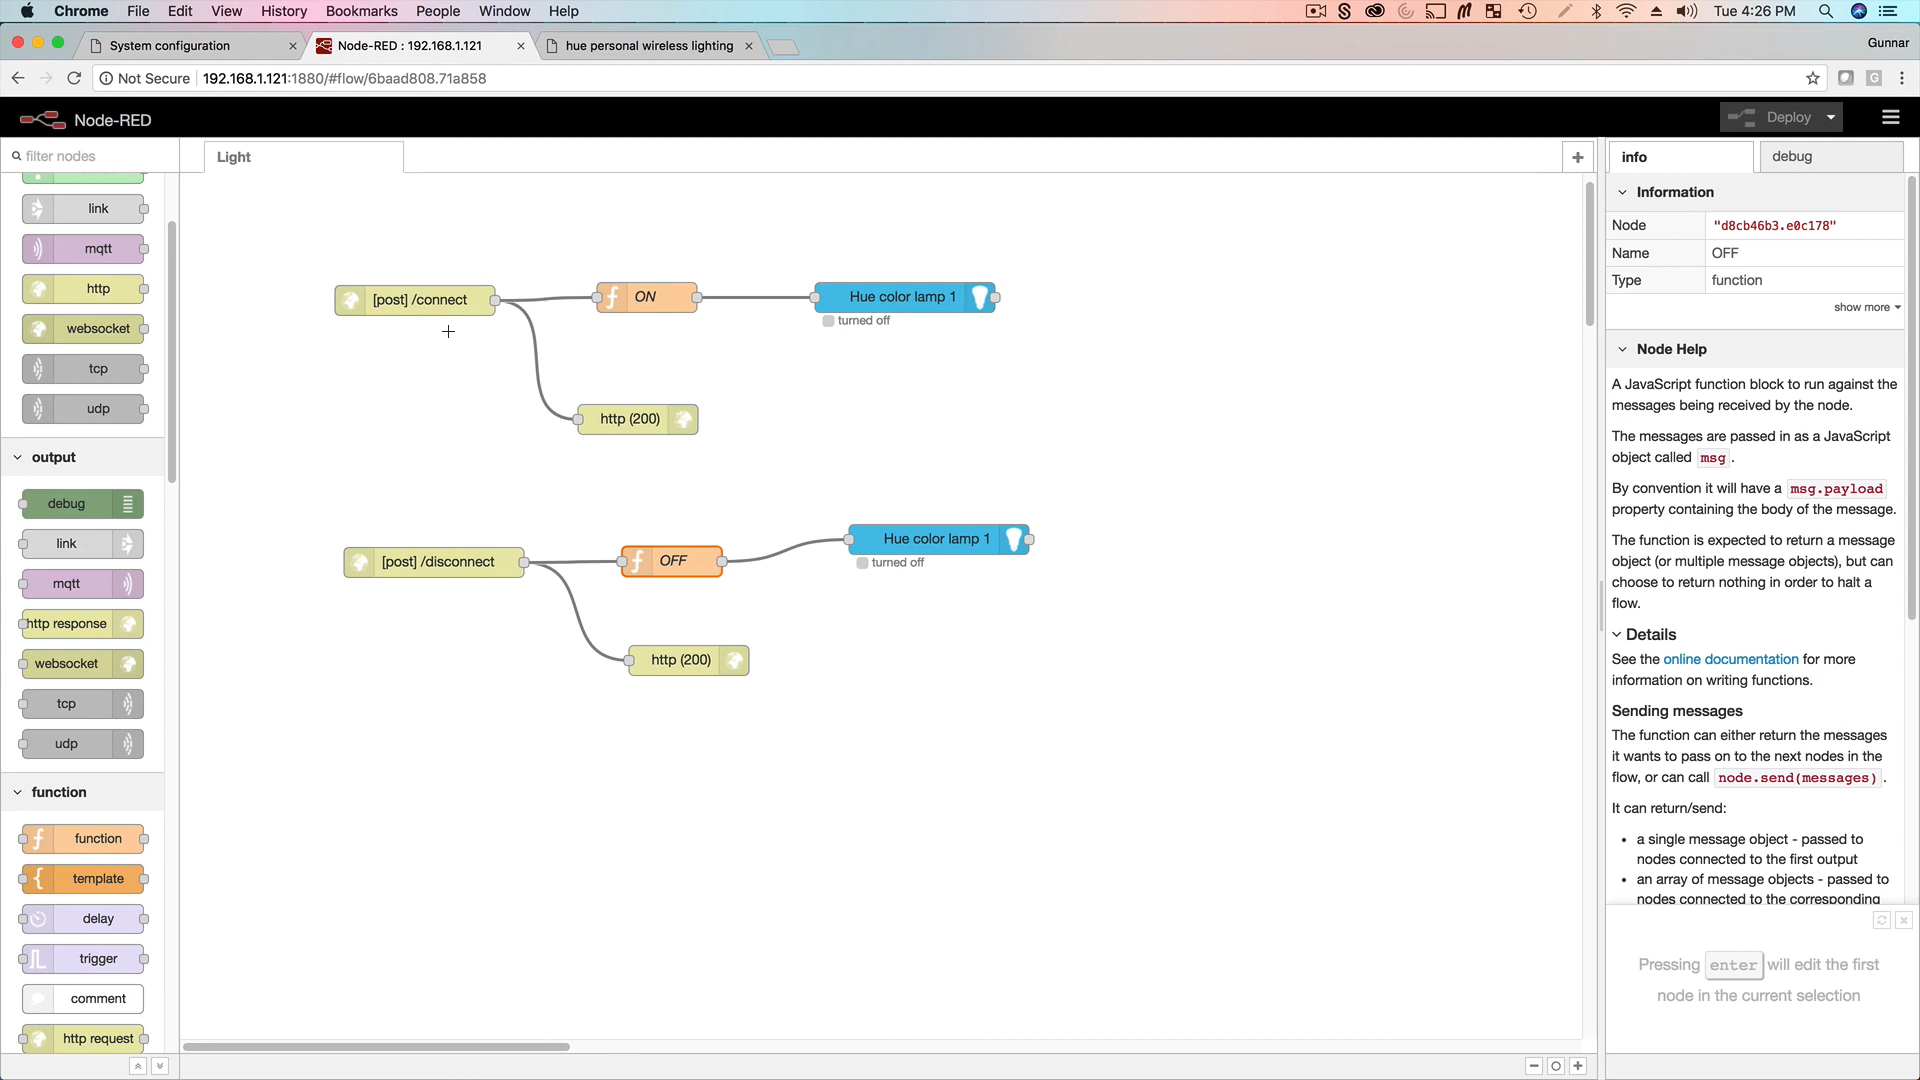 Chrome File Edit View History Bookmarks People Window Help Tue 4:26 PM
System configuration Node-RED : 192.168.1.121 hue personal wireless lighting Gunnar
Not Secure 192.168.1.121:1880/#flow/6baad808.71a858
Node-RED Deploy
filter nodes
link
mqtt
http
websocket
tcp
udp
output
debug
link
mqtt
http response
websocket
tcp
udp
function
function
template
delay
trigger
comment
http request
Light
[post] /connect ON Hue color lamp 1
turned off
http (200)
[post] /disconnect OFF Hue color lamp 1
turned off
http (200)
info debug
Information
Node "d8cb46b3.e0c178"
Name OFF
Type function
show more
Node Help
A JavaScript function block to run against the
messages being received by the node.
The messages are passed in as a JavaScript
object called msg .
By convention it will have a msg.payload
property containing the body of the message.
The function is expected to return a message
object (or multiple message objects), but can
choose to return nothing in order to halt a
flow.
Details
See the online documentation for more
information on writing functions.
Sending messages
The function can either return the messages
it wants to pass on to the next nodes in the
flow, or can call node.send(messages) .
It can return/send:
• a single message object - passed to
nodes connected to the first output
• an array of message objects - passed to
nodes connected to the corresponding
Pressing enter will edit the first
node in the current selection